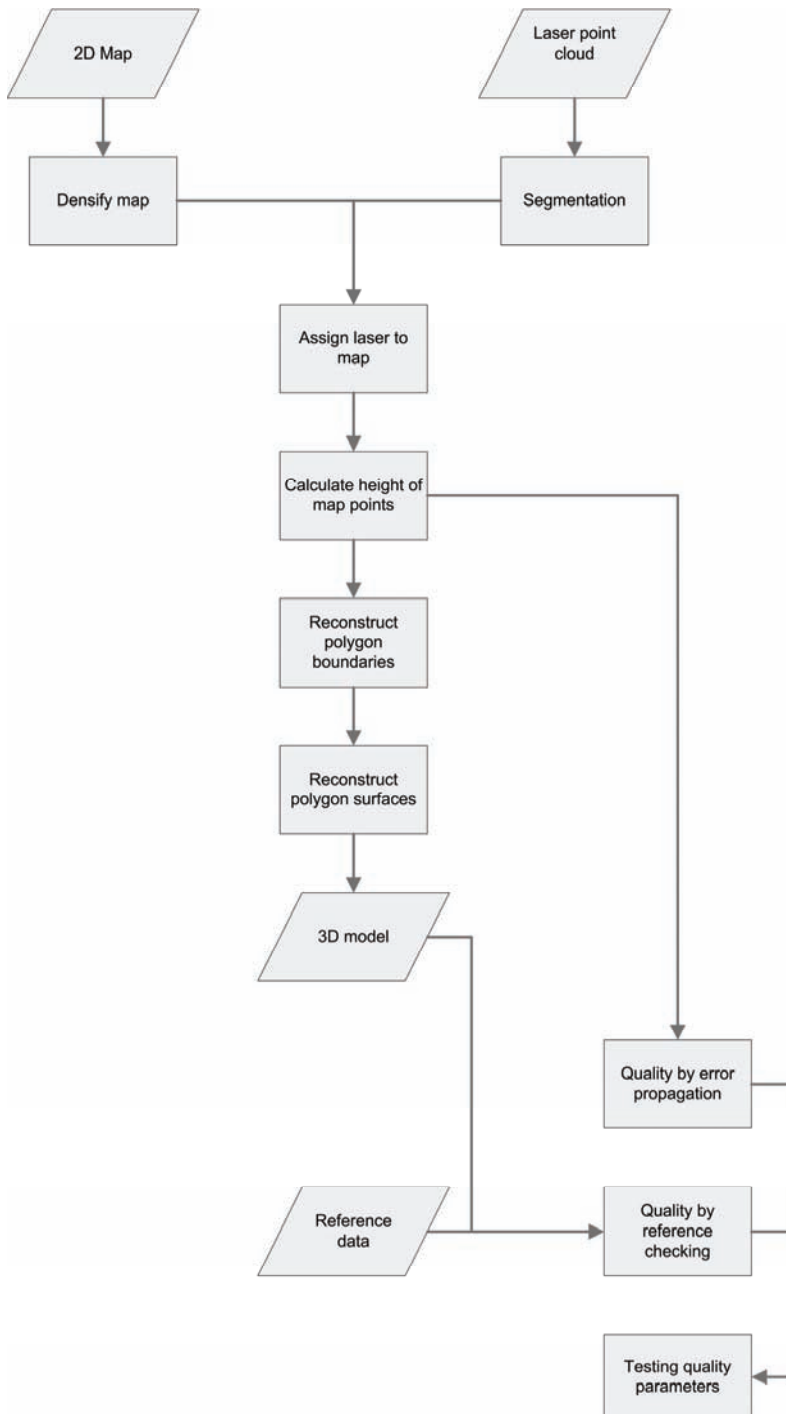 2D Map
Laser point
cloud
Densify map
Segmentation
Assign laser to
map
Calculate height of
map points
Reconstruct
polygon
boundaries
Reconstruct
polygon surfaces
3D model
Quality by error
propagation
Reference
data
Quality by
reference
checking
Testing quality
parameters